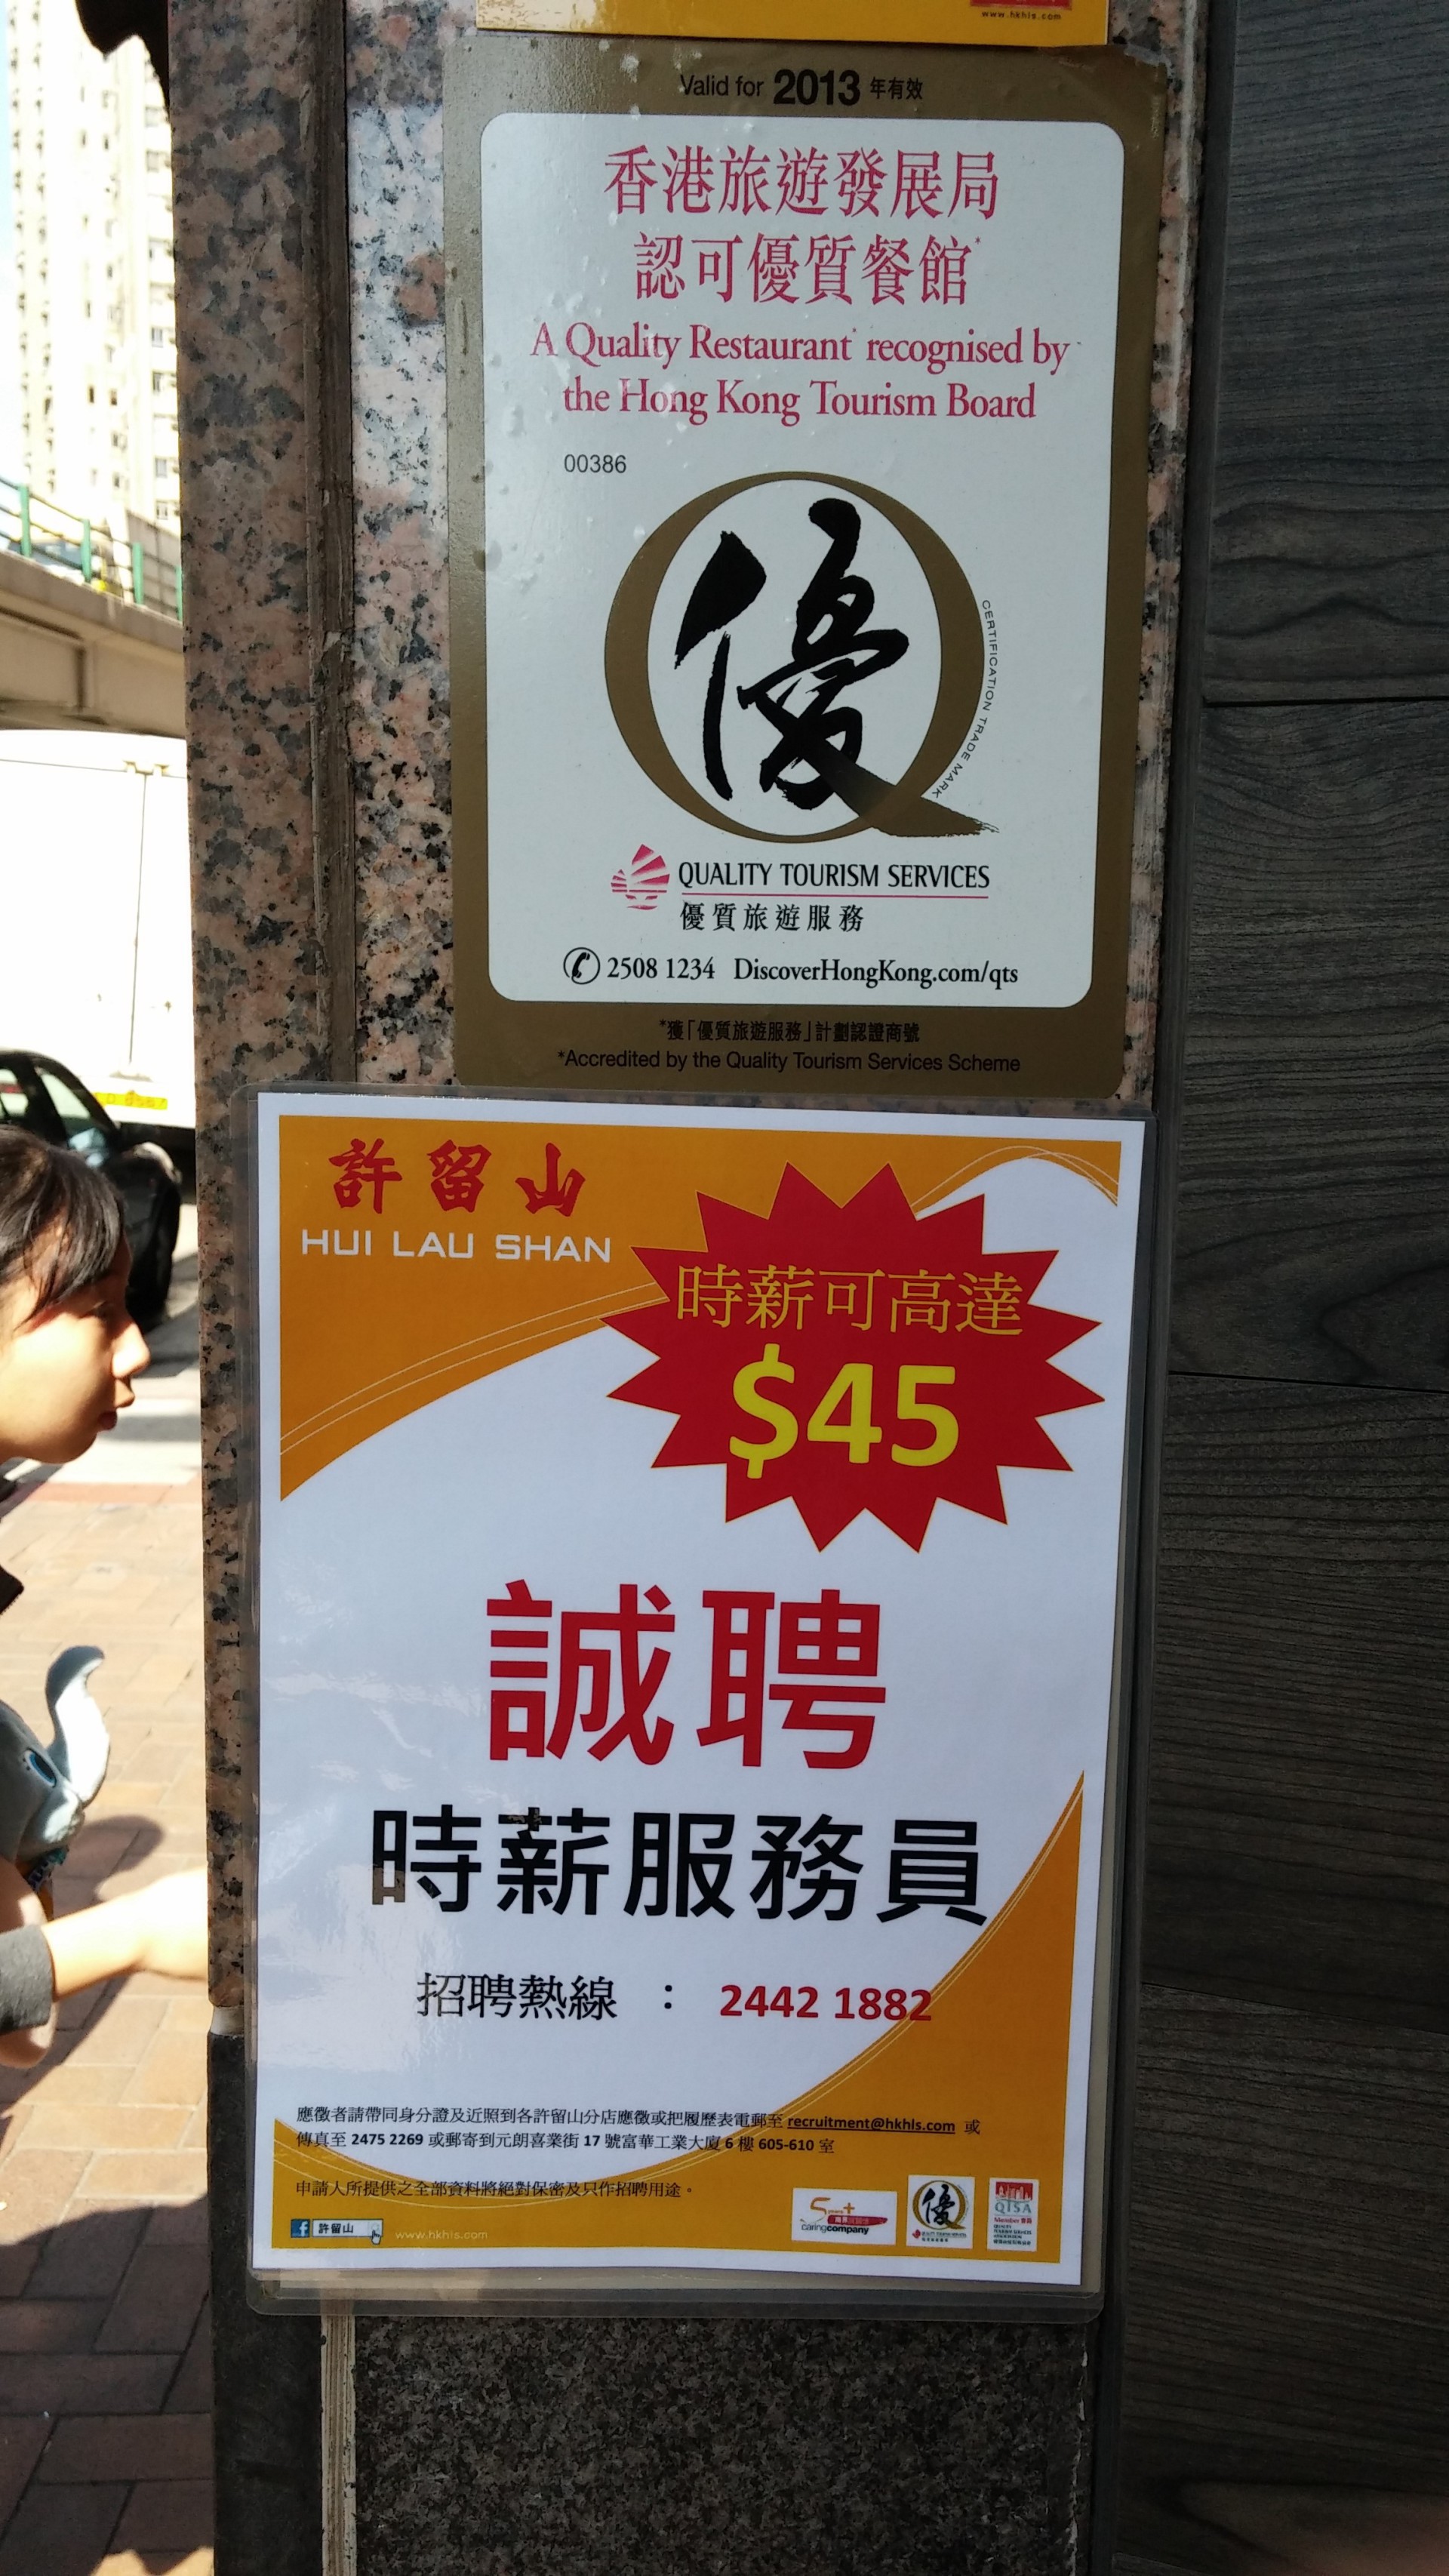 www.hkhls.com
Valid for 2013 年有效
香港旅遊發展局
認可優質餐館*
A Quality Restaurant* recognised by
the Hong Kong Tourism Board
00386
優
CERTIFICATION TRADE MARK
QUALITY TOURISM SERVICES
優質旅遊服務
2508 1234 DiscoverHongKong.com/qts
*獲「優質旅遊服務」計劃認證商號
*Accredited by the Quality Tourism Services Scheme
許留山
HUI LAU SHAN
時薪可高達
$45
誠聘
時薪服務員
招聘熱線 : 2442 1882
應徵者請帶同身分證及近照到各許留山分店應徵或把履歷表電郵至 recruitment@hkhls.com 或
傳真至 2475 2269 或郵寄到元朗喜業街 17 號富華工業大廈 6 樓 605-610 室
申請人所提供之全部資料將絕對保密及只作招聘用途。
f 許留山 www.hkhls.com
5 years+
caringcompany
優
QTSA
Member 會員